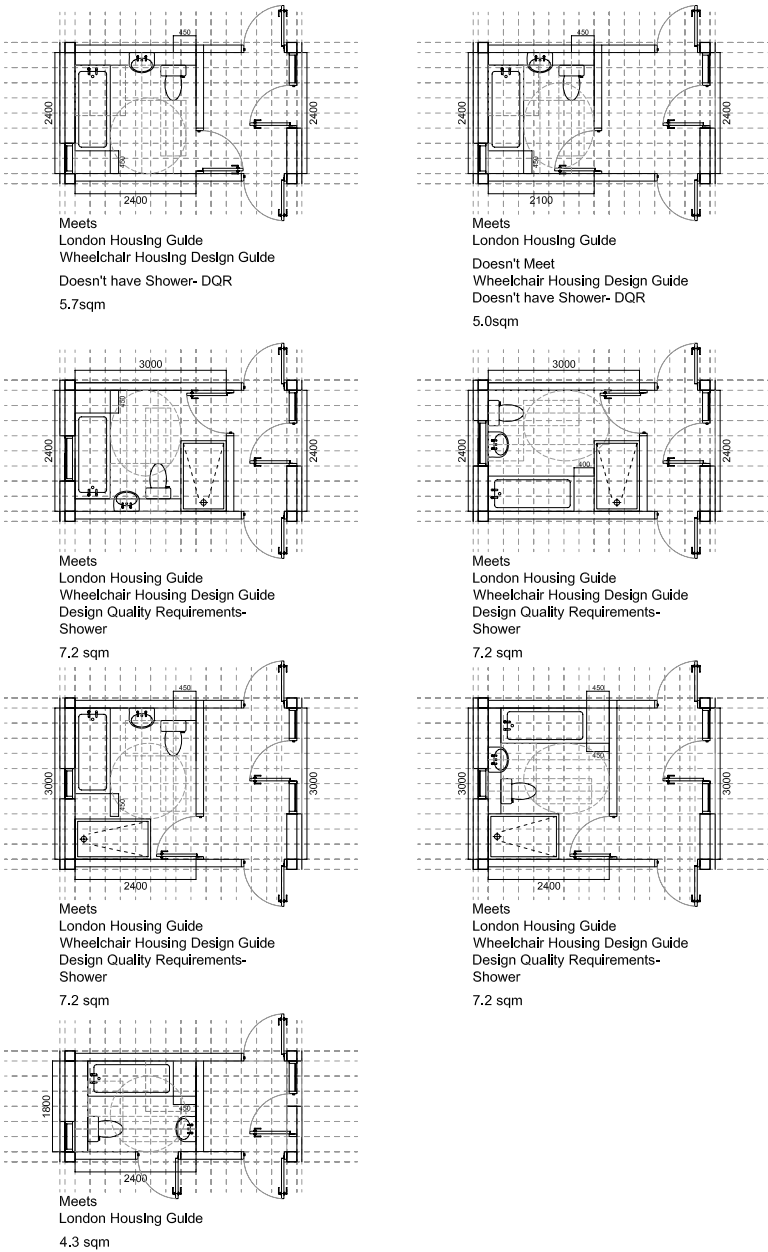 450
2400
2400
450
2400
Meets
London Housing Guide
Wheelchair Housing Design Guide
Doesn't have Shower- DQR
5.7sqm
450
2400
2400
450
2100
Meets
London Housing Guide
Doesn't Meet
Wheelchair Housing Design Guide
Doesn't have Shower- DQR
5.0sqm
3000
450
2400
2400
Meets
London Housing Guide
Wheelchair Housing Design Guide
Design Quality Requirements-
Shower
7.2 sqm
3000
2400
2400
400
Meets
London Housing Guide
Wheelchair Housing Design Guide
Design Quality Requirements-
Shower
7.2 sqm
450
3000
3000
450
2400
Meets
London Housing Guide
Wheelchair Housing Design Guide
Design Quality Requirements-
Shower
7.2 sqm
450
450
3000
3000
2400
Meets
London Housing Guide
Wheelchair Housing Design Guide
Design Quality Requirements-
Shower
7.2 sqm
1800
450
2400
Meets
London Housing Guide
4.3 sqm